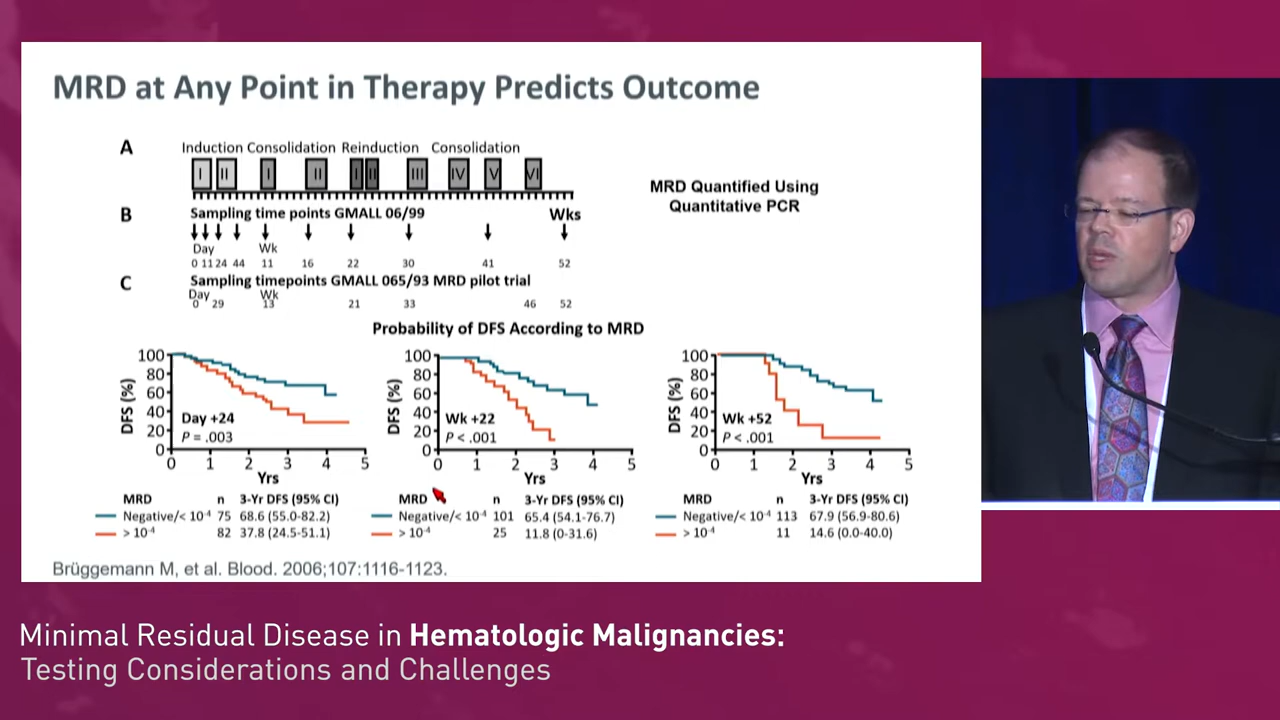 MRD at Any Point in Therapy Predicts Outcome
A
Induction Consolidation Reinduction Consolidation
I II I II I II III IV V VI
MRD Quantified Using
Quantitative PCR
B
Sampling time points GMALL 06/99 Wks
Day Wk
0 11 24 44 11 16 22 30 41 52
C
Sampling timepoints GMALL 065/93 MRD pilot trial
Day Wk
0 29 13 21 33 46 52
Probability of DFS According to MRD
DFS (%)
100
80
60
40
20
0
Day +24
P = .003
0 1 2 3 4 5
Yrs
MRD n 3-Yr DFS (95% CI)
Negative/< 10-4 75 68.6 (55.0-82.2)
> 10-4 82 37.8 (24.5-51.1)
DFS (%)
100
80
60
40
20
0
Wk +22
P < .001
0 1 2 3 4 5
Yrs
MRD n 3-Yr DFS (95% CI)
Negative/< 10-4 101 65.4 (54.1-76.7)
> 10-4 25 11.8 (0-31.6)
DFS (%)
100
80
60
40
20
0
Wk +52
P < .001
0 1 2 3 4 5
Yrs
MRD n 3-Yr DFS (95% CI)
Negative/< 10-4 113 67.9 (56.9-80.6)
> 10-4 11 14.6 (0.0-40.0)
Brüggemann M, et al. Blood. 2006;107:1116-1123.
Minimal Residual Disease in Hematologic Malignancies:
Testing Considerations and Challenges